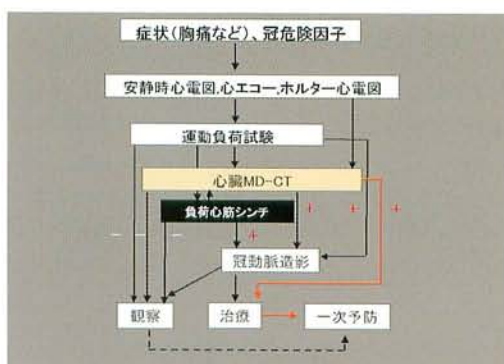 症状(胸痛など)、冠危険因子
安静時心電図,心エコー,ホルター心電図
運動負荷試験
心臓MD-CT
負荷心筋シンチ
+ + +
— — —
+
冠動脈造影
観察 治療 一次予防